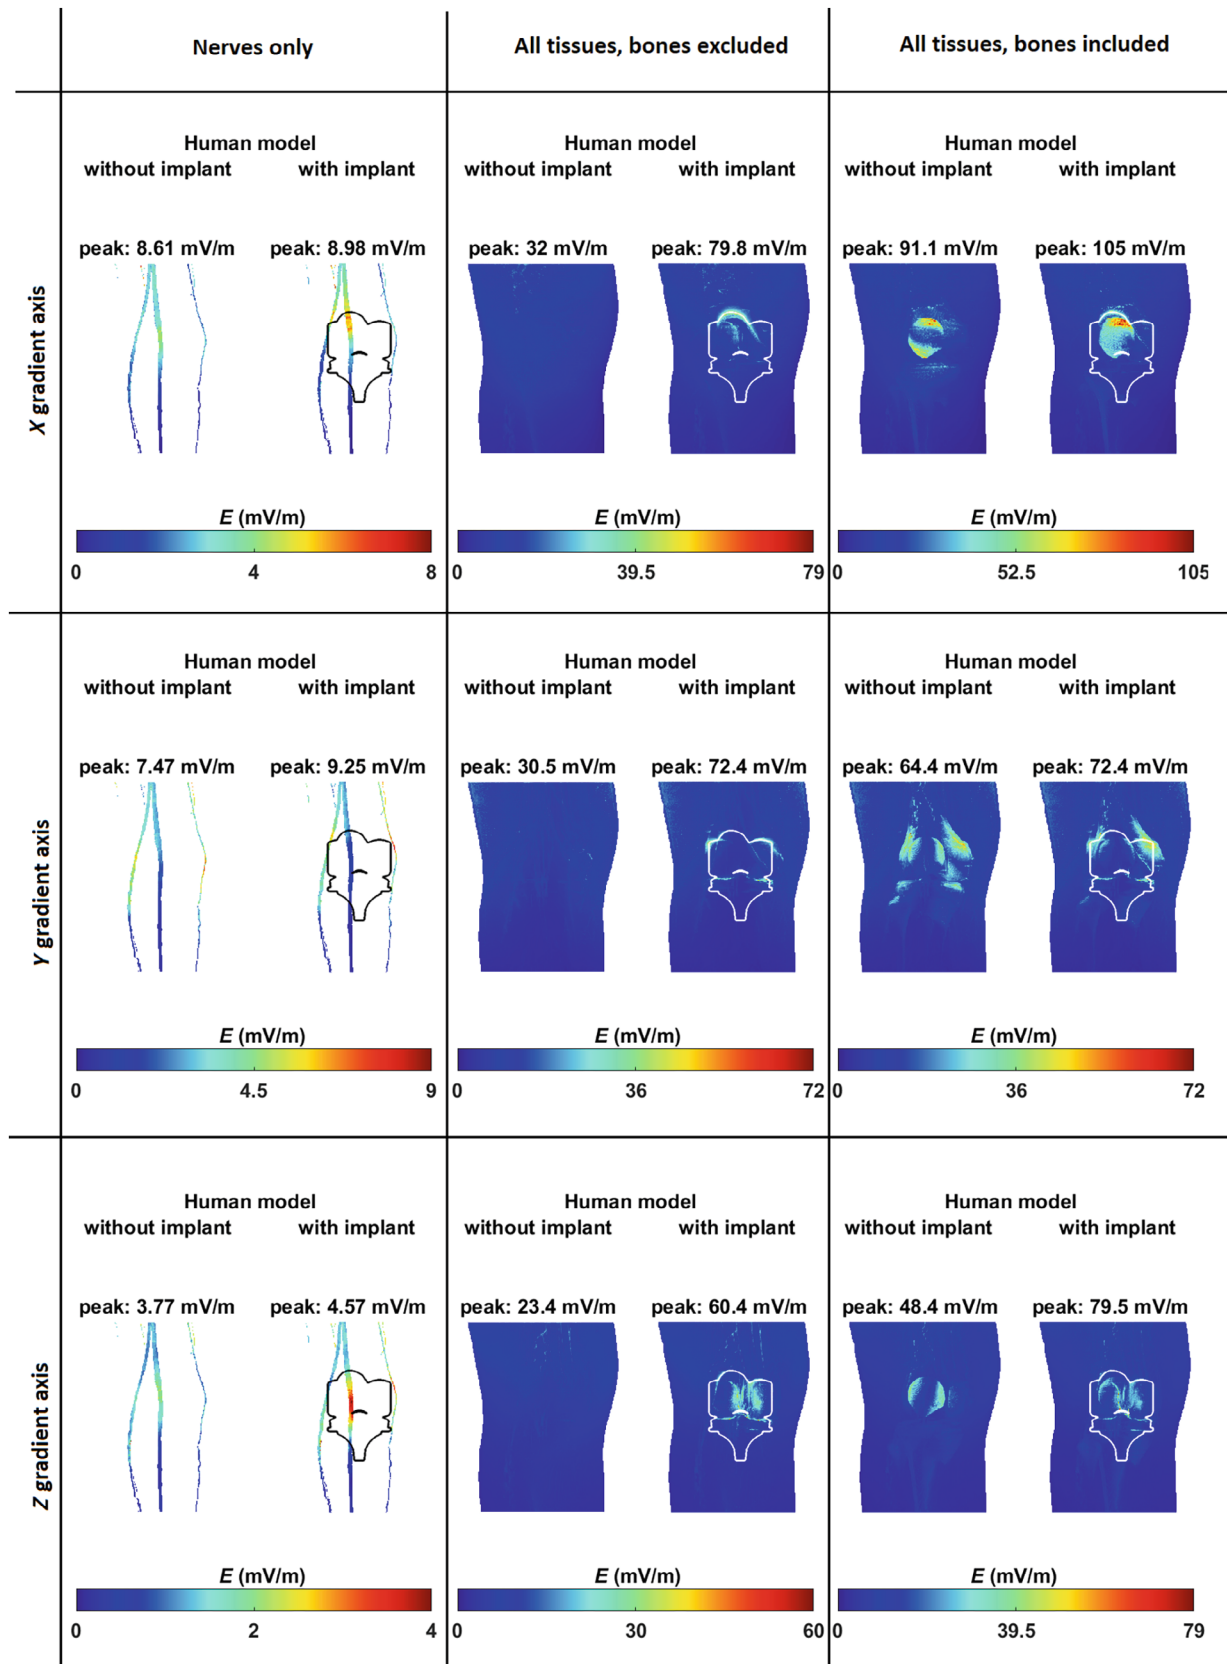 Nerves only
All tissues, bones excluded
All tissues, bones included
X gradient axis
Human model
without implant with implant
peak: 8.61 mV/m peak: 8.98 mV/m
E (mV/m)
0 4 8
Human model
without implant with implant
peak: 32 mV/m peak: 79.8 mV/m
E (mV/m)
0 39.5 79
Human model
without implant with implant
peak: 91.1 mV/m peak: 105 mV/m
E (mV/m)
0 52.5 105
Y gradient axis
Human model
without implant with implant
peak: 7.47 mV/m peak: 9.25 mV/m
E (mV/m)
0 4.5 9
Human model
without implant with implant
peak: 30.5 mV/m peak: 72.4 mV/m
E (mV/m)
0 36 72
Human model
without implant with implant
peak: 64.4 mV/m peak: 72.4 mV/m
E (mV/m)
0 36 72
Z gradient axis
Human model
without implant with implant
peak: 3.77 mV/m peak: 4.57 mV/m
E (mV/m)
0 2 4
Human model
without implant with implant
peak: 23.4 mV/m peak: 60.4 mV/m
E (mV/m)
0 30 60
Human model
without implant with implant
peak: 48.4 mV/m peak: 79.5 mV/m
E (mV/m)
0 39.5 79